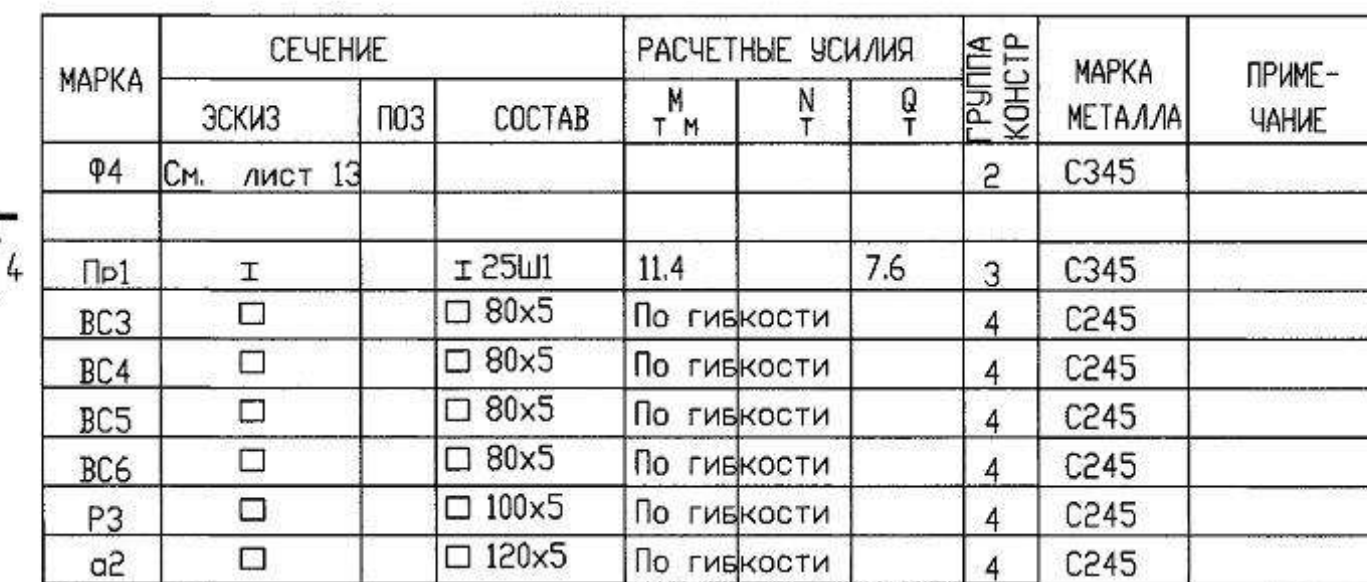 МАРКА СЕЧЕНИЕ РАСЧЕТНЫЕ УСИЛИЯ ГРУППА КОНСТР МАРКА МЕТАЛЛА ПРИМЕ-ЧАНИЕ
ЭСКИЗ ПОЗ СОСТАВ М т м N т Q т
Ф4 См. лист 13 2 С345
4
Пр1 I I 25Ш1 11.4 7.6 3 С345
ВС3 □ □ 80х5 По гибкости 4 С245
ВС4 □ □ 80х5 По гибкости 4 С245
ВС5 □ □ 80х5 По гибкости 4 С245
ВС6 □ □ 80х5 По гибкости 4 С245
Р3 □ □ 100х5 По гибкости 4 С245
а2 □ □ 120х5 По гибкости 4 С245